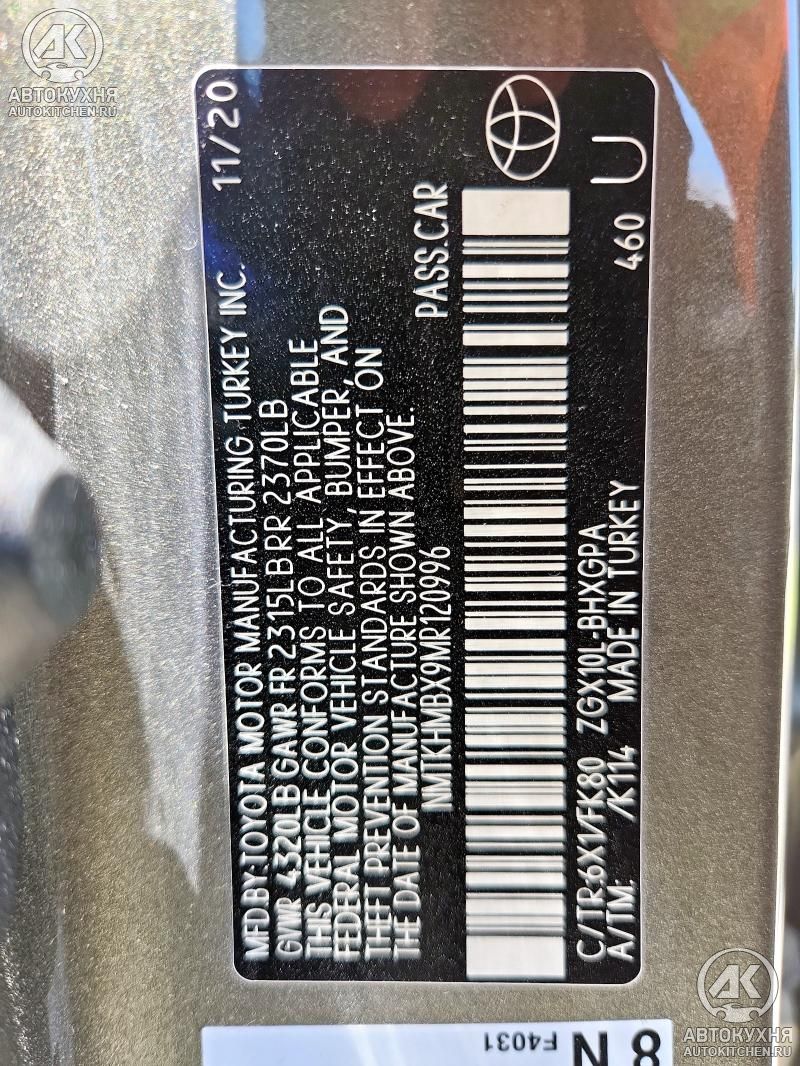 AK
АВТОКУХНЯ
AUTOKITCHEN.RU
MFD.BY:TOYOTA MOTOR MANUFACTURING TURKEY INC. 11/20
GVWR 4320LB GAWR FR 2315LB RR 2370LB
THIS VEHICLE CONFORMS TO ALL APPLICABLE
FEDERAL MOTOR VEHICLE SAFETY, BUMPER, AND
THEFT PREVENTION STANDARDS IN EFFECT ON
THE DATE OF MANUFACTURE SHOWN ABOVE.
NMTKHMBX9MR120996 PASS.CAR
C/TR:6X1/FK80 ZGX10L-BHXGPA 460 U
A/TM: /K114 MADE IN TURKEY
F4031
8 N
AK
АВТОКУХНЯ
AUTOKITCHEN.RU